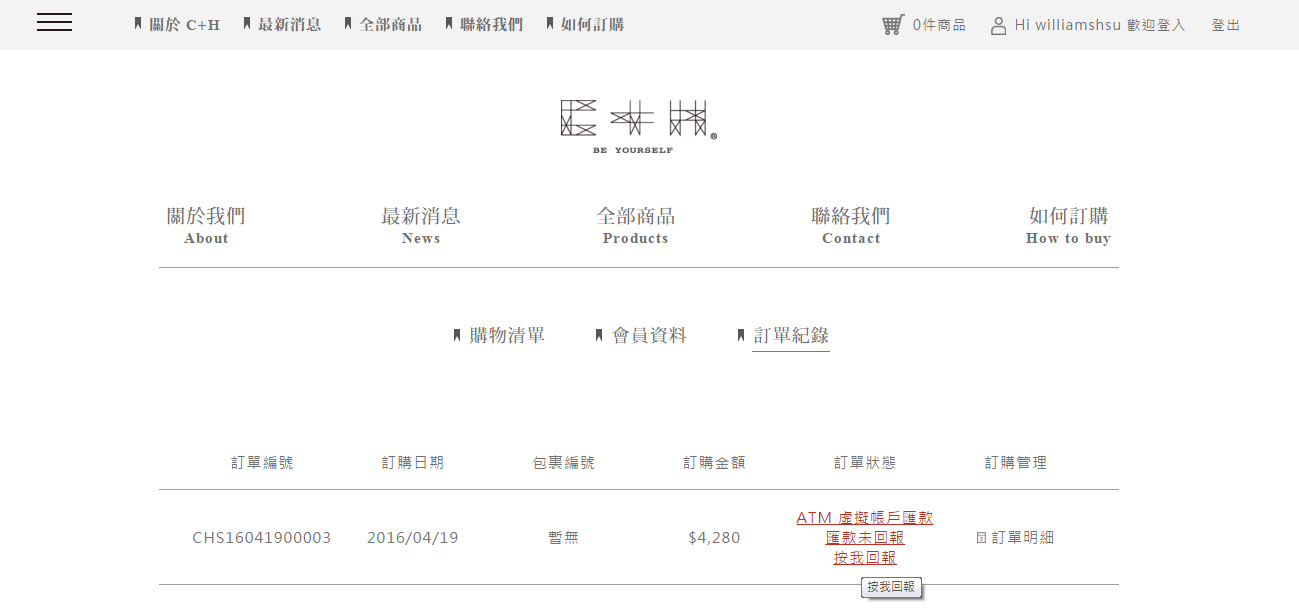 關於 C+H 最新消息 全部商品 聯絡我們 如何訂購 0件商品 Hi williamshsu 歡迎登入 登出
C+H®
BE YOURSELF
關於我們 最新消息 全部商品 聯絡我們 如何訂購
About News Products Contact How to buy
購物清單 會員資料 訂單紀錄
訂單編號 訂購日期 包裹編號 訂購金額 訂單狀態 訂購管理
CHS16041900003 2016/04/19 暫無 $4,280 ATM 虛擬帳戶匯款 訂單明細
匯款未回報
按我回報
按我回報